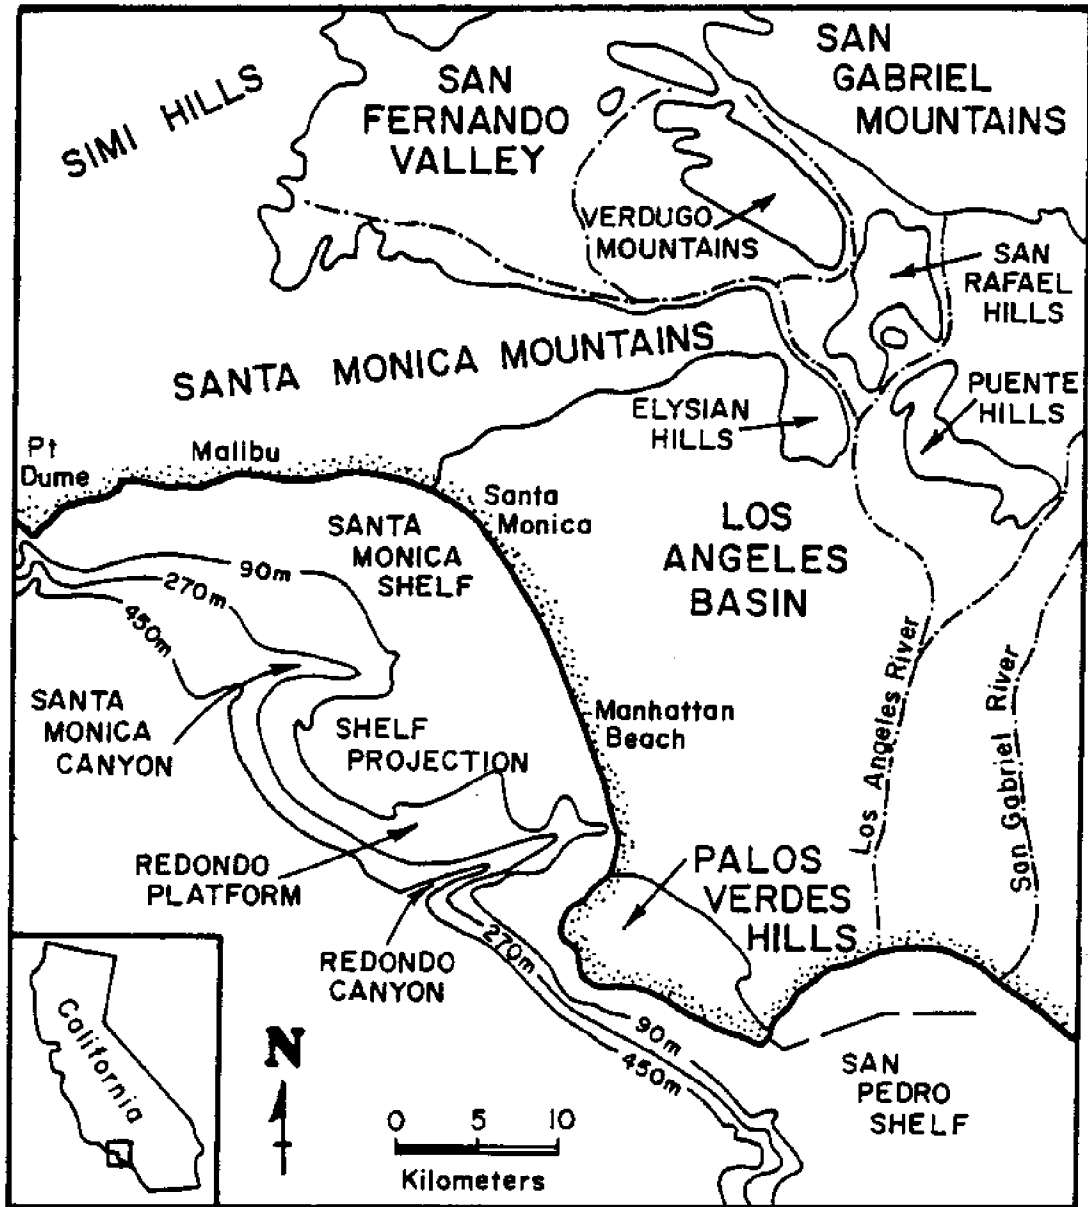 SIMI HILLS
SAN
FERNANDO
VALLEY
SAN
GABRIEL
MOUNTAINS
VERDUGO
MOUNTAINS
SAN
RAFAEL
HILLS
SANTA MONICA MOUNTAINS
ELYSIAN
HILLS
PUENTE
HILLS
Pt
Dume
Malibu
Santa
Monica
SANTA
MONICA
SHELF
LOS
ANGELES
BASIN
90m
270m
450m
SANTA
MONICA
CANYON
SHELF
PROJECTION
Manhattan
Beach
Los Angeles River
San Gabriel River
REDONDO
PLATFORM
PALOS
VERDES
HILLS
REDONDO
CANYON
270m
90m
450m
SAN
PEDRO
SHELF
California
N
0 5 10
Kilometers